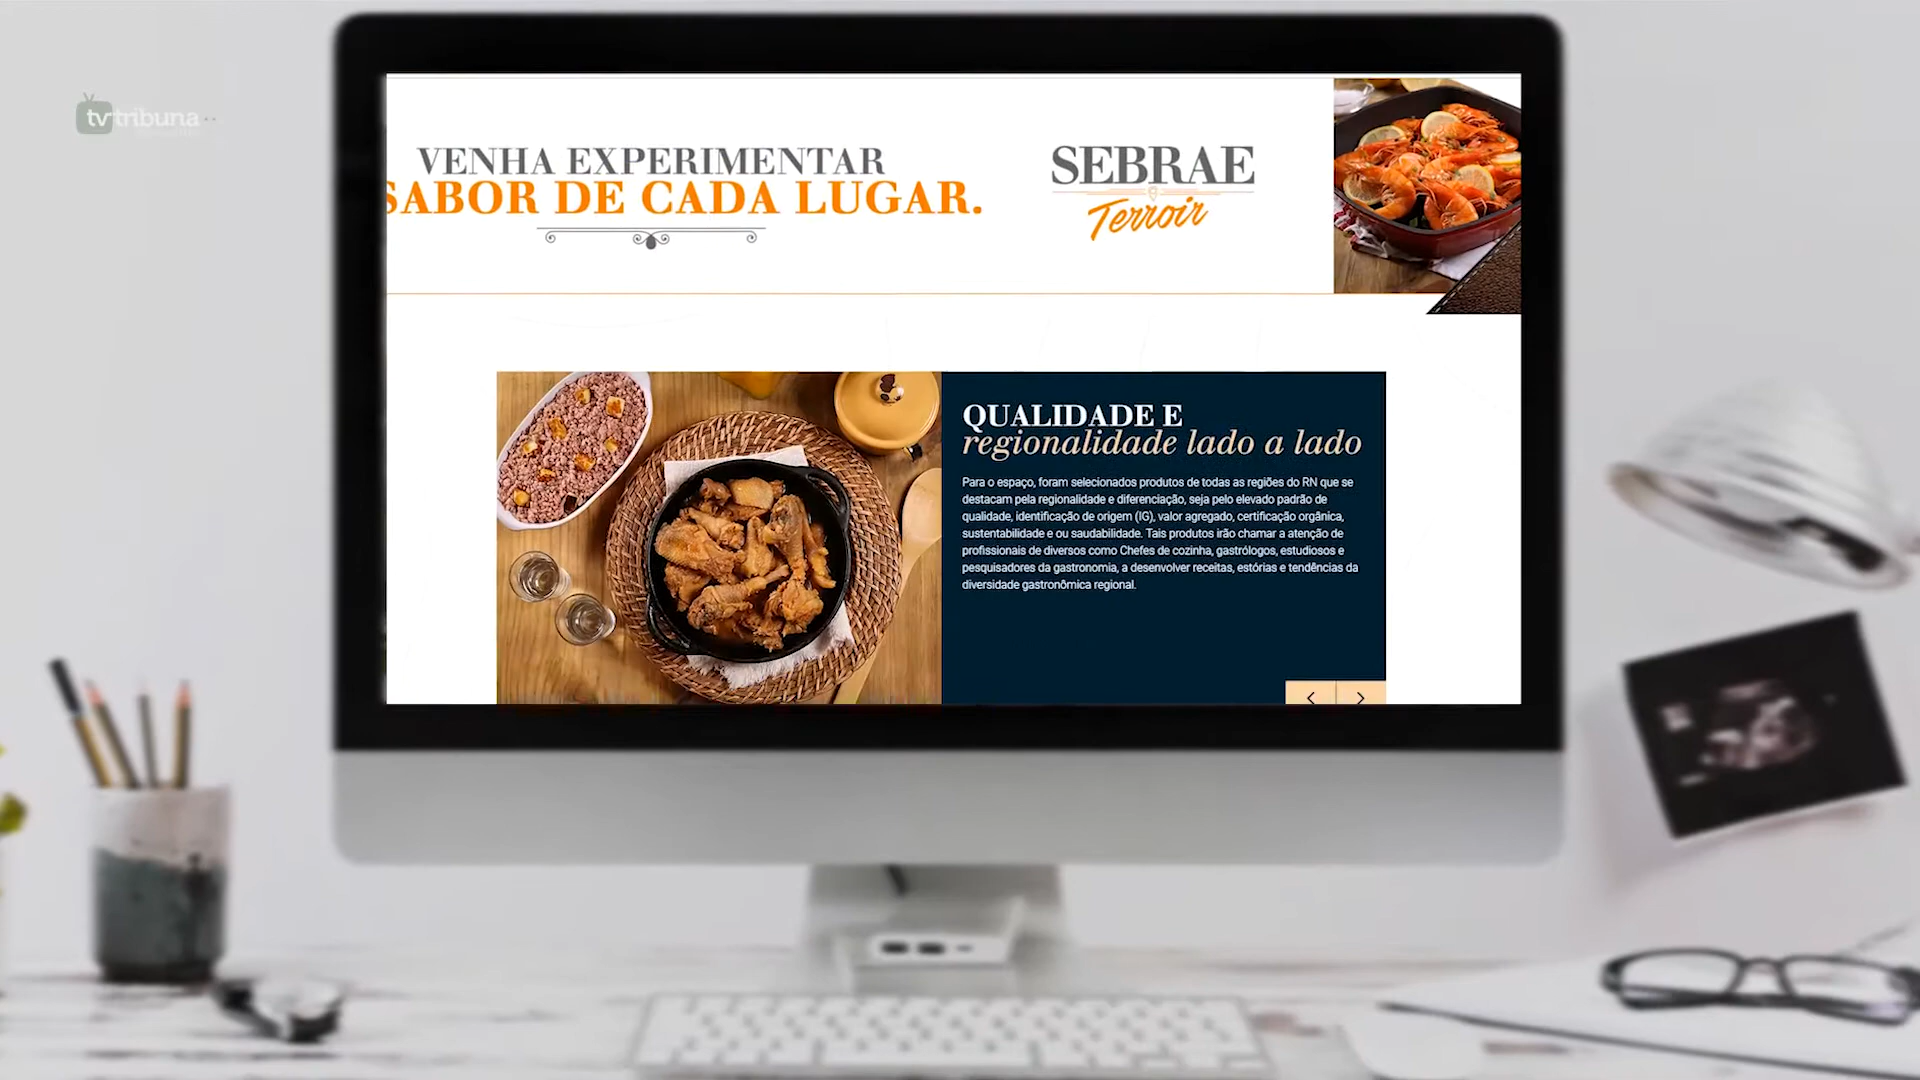 tvtribuna
VENHA EXPERIMENTAR
SABOR DE CADA LUGAR.
SEBRAE
Terroir
QUALIDADE E
regionalidade lado a lado
Para o espaço, foram selecionados produtos de todas as regiões do RN que se
destacam pela regionalidade e diferenciação, seja pelo elevado padrão de
qualidade, identificação de origem (IG), valor agregado, certificação orgânica,
sustentabilidade e ou saudabilidade. Tais produtos irão chamar a atenção de
profissionais de diversos como Chefes de cozinha, gastrólogos, estudiosos e
pesquisadores da gastronomia, a desenvolver receitas, estórias e tendências da
diversidade gastronômica regional.